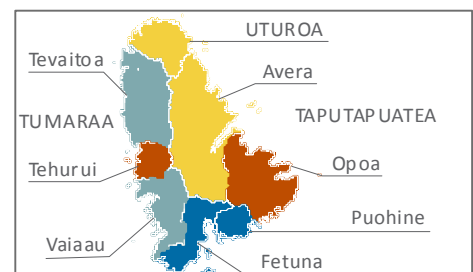 UTUROA
Tevaitoa
Avera
TUMARAA
TAPUTAPUATEA
Tehurui
Opoa
Puohine
Vaiaau
Fetuna